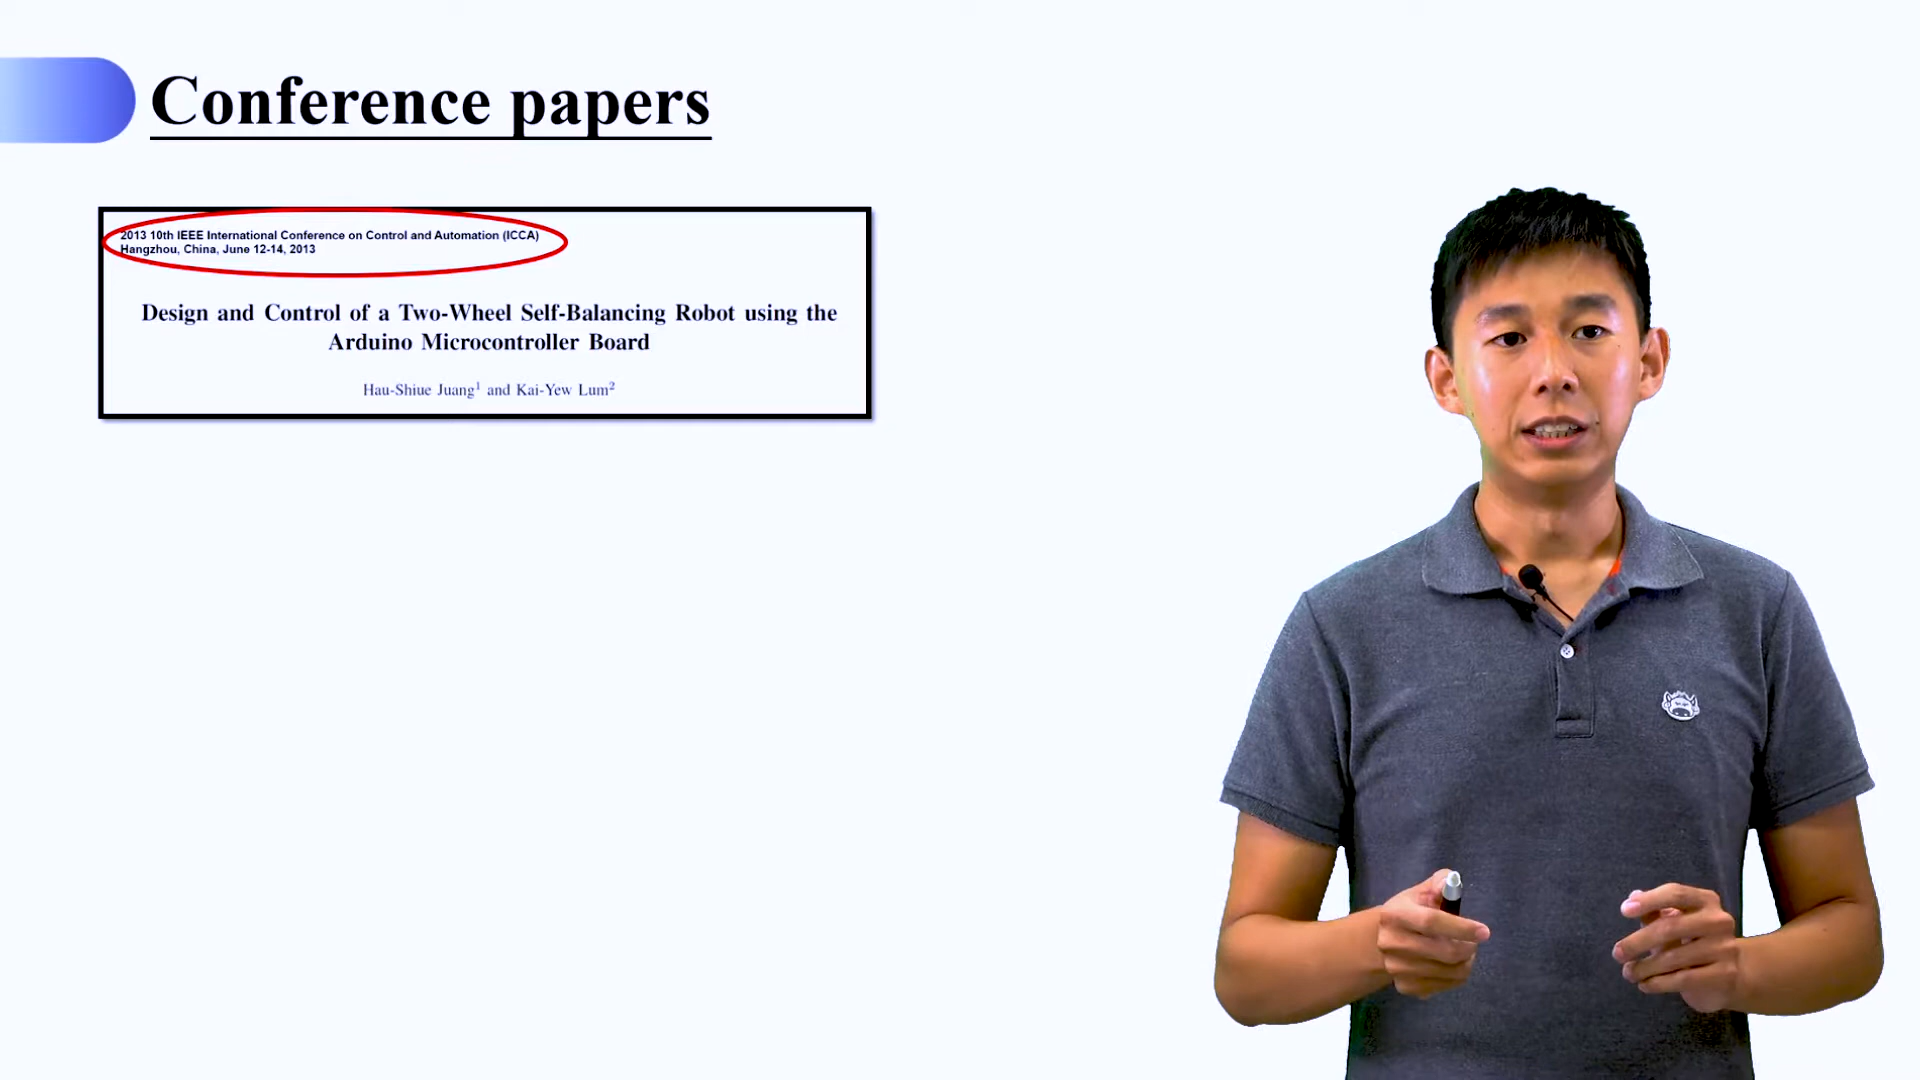 Conference papers
2013 10th IEEE International Conference on Control and Automation (ICCA)
Hangzhou, China, June 12-14, 2013
Design and Control of a Two-Wheel Self-Balancing Robot using the
Arduino Microcontroller Board
Hau-Shiue Juang¹ and Kai-Yew Lum²